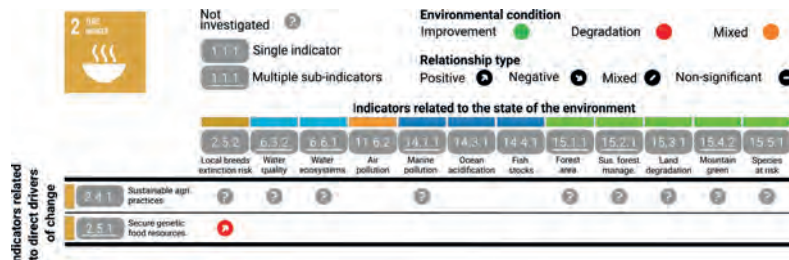 2 ZERO
HUNGER
Not
investigated ?
1.1.1 Single indicator
1.1.1 Multiple sub-indicators
Environmental condition
Improvement Degradation Mixed
Relationship type
Positive Negative Mixed Non-significant
Indicators related to the state of the environment
2.5.2 6.3.2 6.6.1 11.6.2 14.1.1 14.3.1 14.4.1 15.1.1 15.2.1 15.3.1 15.4.2 15.5.1
Local breeds Water Water Air Marine Ocean Fish Forest Sus. forest Land Mountain Species
extinction risk quality ecosystems pollution pollution acidification stocks area manage. degradation green at risk
Indicators related
to direct drivers
of change
2.4.1 Sustainable agri.
practices ? ? ? ? ? ? ? ? ?
2.5.1 Secure genetic
food resources